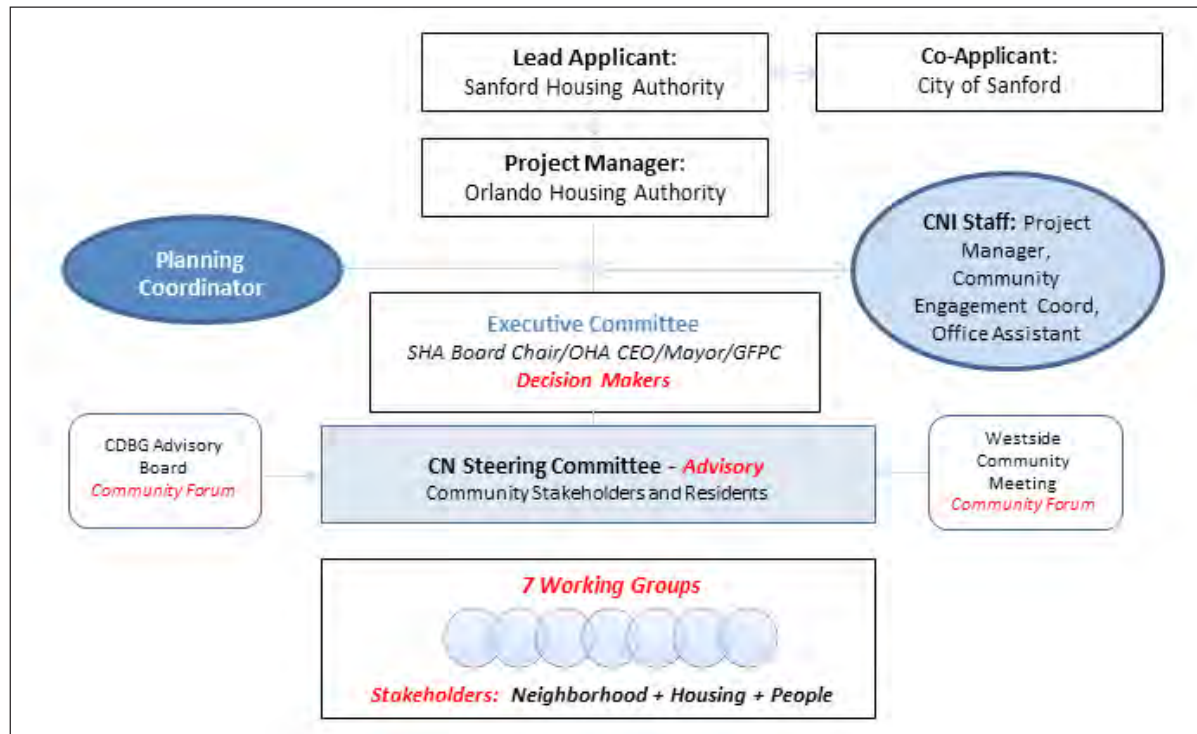 Lead Applicant:
Sanford Housing Authority
Co-Applicant:
City of Sanford
Project Manager:
Orlando Housing Authority
Planning
Coordinator
CNI Staff: Project
Manager,
Community
Engagement Coord,
Office Assistant
Executive Committee
SHA Board Chair/OHA CEO/Mayor/GFPC
Decision Makers
CDBG Advisory
Board
Community Forum
CN Steering Committee - Advisory
Community Stakeholders and Residents
Westside
Community
Meeting
Community Forum
7 Working Groups
Stakeholders: Neighborhood + Housing + People